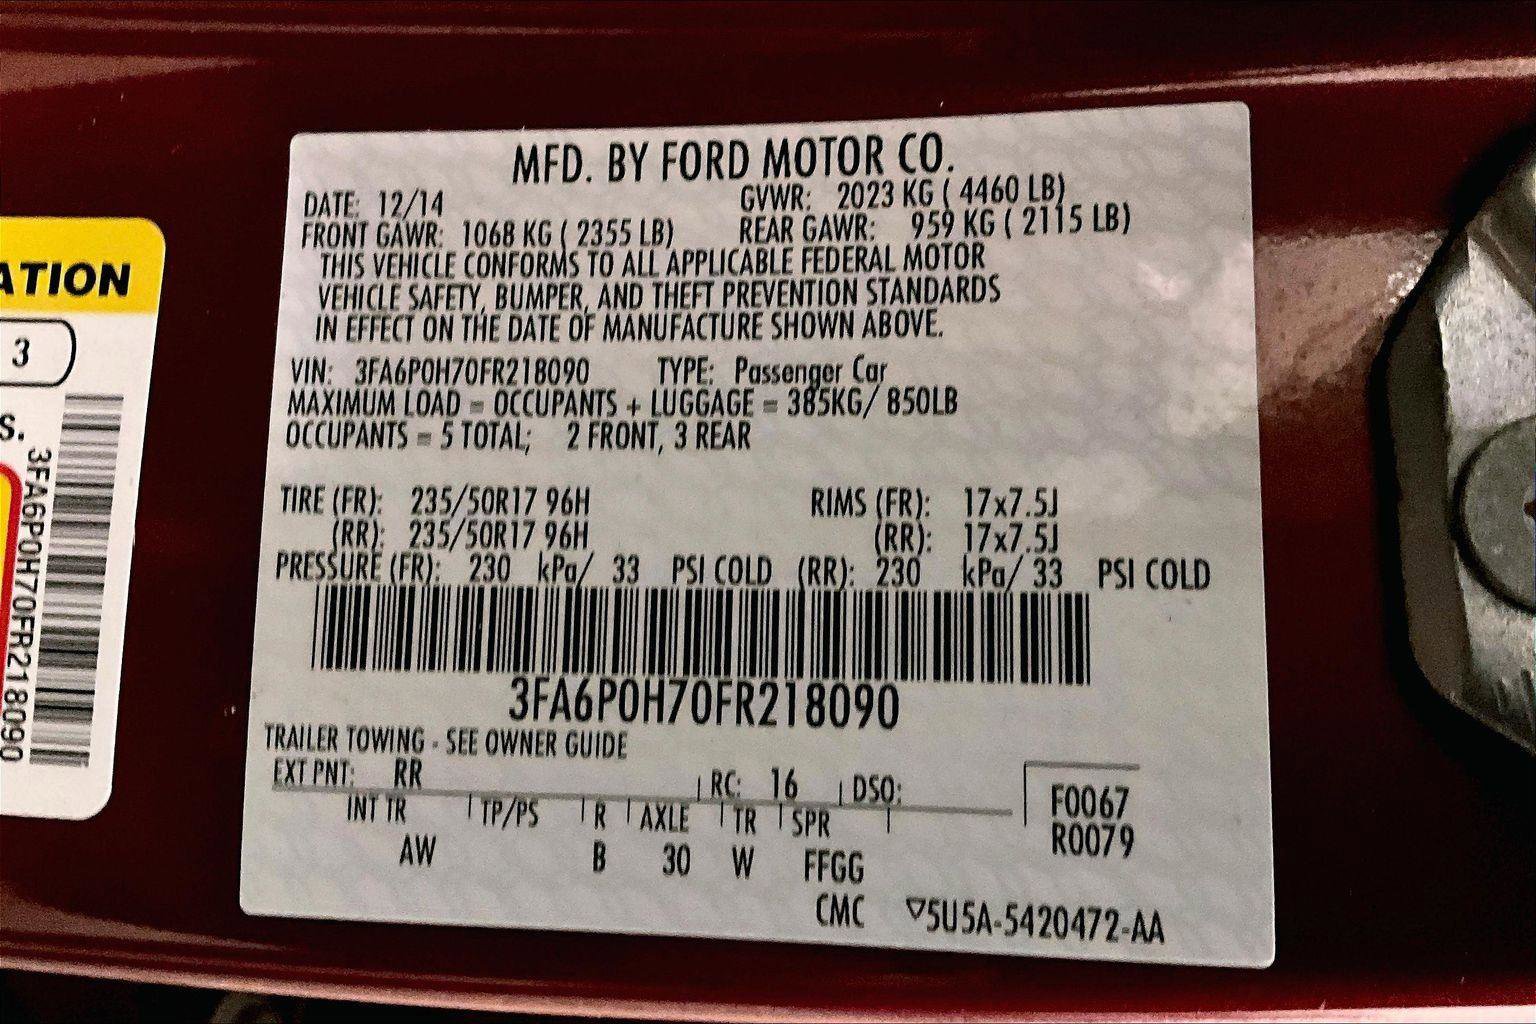 MFD. BY FORD MOTOR CO.
DATE: 12/14 GVWR: 2023 KG ( 4460 LB)
FRONT GAWR: 1068 KG ( 2355 LB) REAR GAWR: 959 KG ( 2115 LB)
THIS VEHICLE CONFORMS TO ALL APPLICABLE FEDERAL MOTOR
VEHICLE SAFETY, BUMPER, AND THEFT PREVENTION STANDARDS
IN EFFECT ON THE DATE OF MANUFACTURE SHOWN ABOVE.
VIN: 3FA6P0H70FR218090 TYPE: Passenger Car
MAXIMUM LOAD = OCCUPANTS + LUGGAGE = 385KG/ 850LB
OCCUPANTS = 5 TOTAL; 2 FRONT, 3 REAR
TIRE (FR): 235/50R17 96H RIMS (FR): 17x7.5J
(RR): 235/50R17 96H (RR): 17x7.5J
PRESSURE (FR): 230 kPa/ 33 PSI COLD (RR): 230 kPa/ 33 PSI COLD
3FA6P0H70FR218090
TRAILER TOWING - SEE OWNER GUIDE
EXT PNT: RR RC: 16 DSO:
INT TR TP/PS R AXLE TR SPR
AW B 30 W FFGG
F0067
R0079
CMC ▽5U5A-5420472-AA
ATION
3
S.
3FA6P0H70FR218090